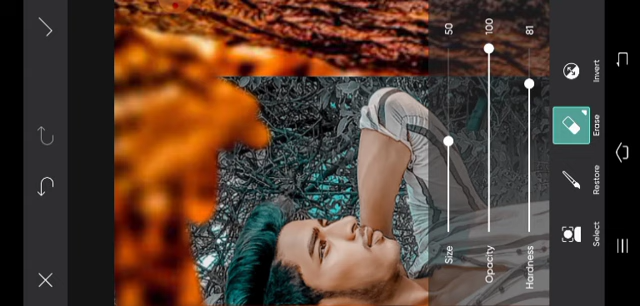 Size 50
Opacity 100
Hardness 81
Select
Restore
Erase
Invert